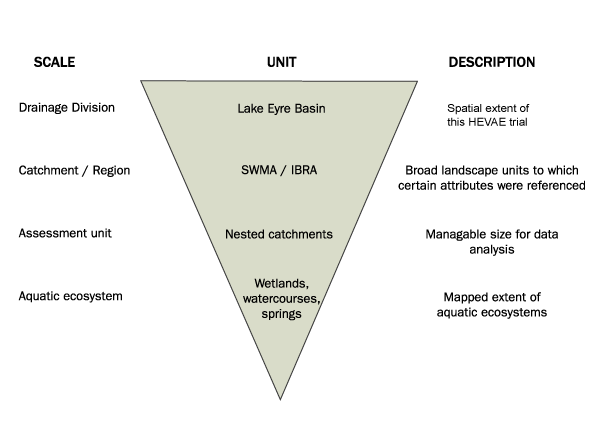 SCALE UNIT DESCRIPTION
Drainage Division Lake Eyre Basin Spatial extent of
this HEVAE trial
Catchment / Region SWMA / IBRA Broad landscape units to which
certain attributes were referenced
Assessment unit Nested catchments Managable size for data
analysis
Aquatic ecosystem Wetlands,
watercourses,
springs
Mapped extent of
aquatic ecosystems